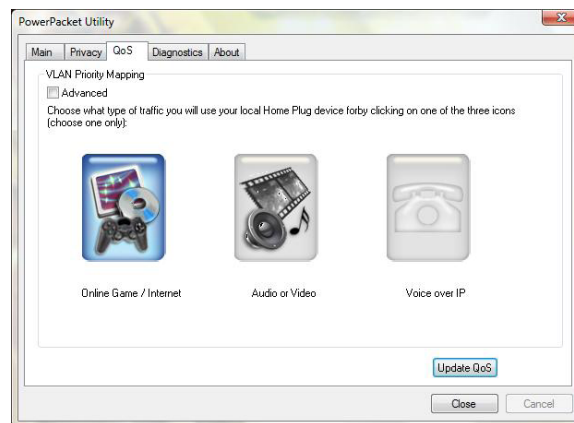 PowerPacket Utility
Main Privacy QoS Diagnostics About
VLAN Priority Mapping
Advanced
Choose what type of traffic you will use your local Home Plug device forby clicking on one of the three icons
(choose one only):
Online Game / Internet Audio or Video Voice over IP
Update QoS
Close Cancel